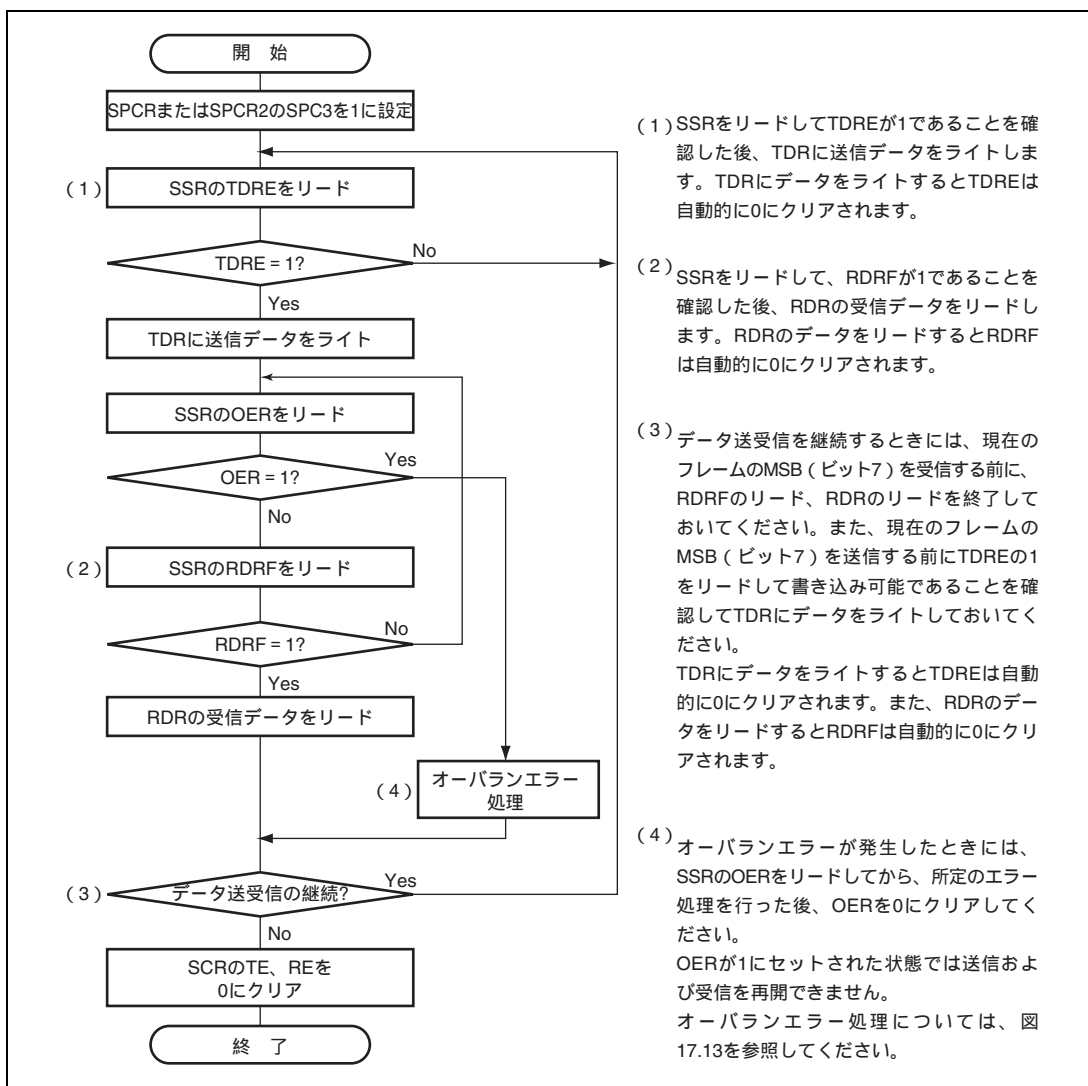 開 始
SPCRまたはSPCR2のSPC3を1に設定
(1)
SSRのTDREをリード
TDRE = 1?
No
Yes
TDRに送信データをライト
SSRのOERをリード
OER = 1?
Yes
No
(2)
SSRのRDRFをリード
RDRF = 1?
No
Yes
RDRの受信データをリード
(4)
オーバランエラー
処理
(3)
データ送受信の継続?
Yes
No
SCRのTE、REを
0にクリア
終 了
(1)SSRをリードしてTDREが1であることを確
認した後、TDRに送信データをライトしま
す。TDRにデータをライトするとTDREは
自動的に0にクリアされます。
(2)SSRをリードして、RDRFが1であることを
確認した後、RDRの受信データをリードし
ます。RDRのデータをリードするとRDRF
は自動的に0にクリアされます。
(3)データ送受信を継続するときには、現在の
フレームのMSB(ビット7)を受信する前に、
RDRFのリード、RDRのリードを終了して
おいてください。また、現在のフレームの
MSB(ビット7)を送信する前にTDREの1
をリードして書き込み可能であることを確
認してTDRにデータをライトしておいてく
ださい。
TDRにデータをライトするとTDREは自動
的に0にクリアされます。また、RDRのデー
タをリードするとRDRFは自動的に0にクリ
アされます。
(4)オーバランエラーが発生したときには、
SSRのOERをリードしてから、所定のエラー
処理を行った後、OERを0にクリアしてく
ださい。
OERが1にセットされた状態では送信およ
び受信を再開できません。
オーバランエラー処理については、図
17.13を参照してください。